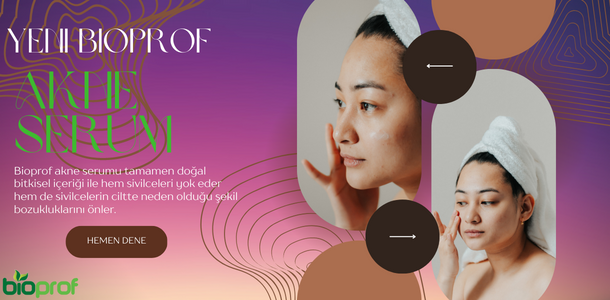 YENI BIOPROF
AKNE
SERUM
Bioprof akne serumu tamamen doğal
bitkisel içeriği ile hem sivilceleri yok eder
hem de sivilcelerin ciltte neden olduğu şekil
bozukluklarını önler.
HEMEN DENE
bioprof